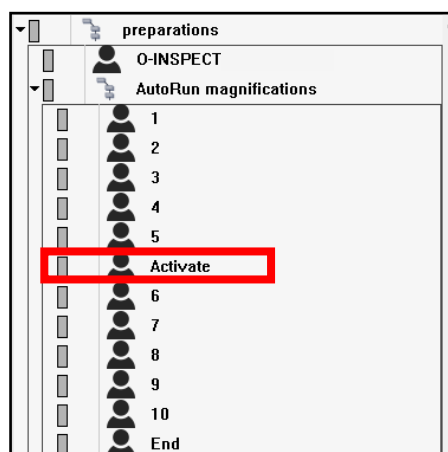 preparations
O-INSPECT
AutoRun magnifications
1
2
3
4
5
Activate
6
7
8
9
10
End